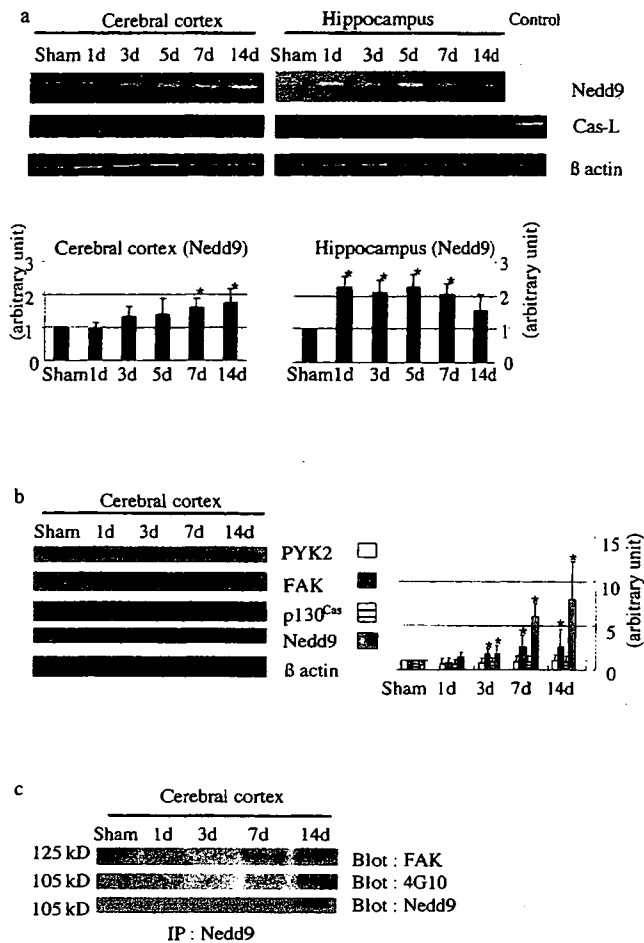 a
Cerebral cortex Hippocampus Control
Sham 1d 3d 5d 7d 14d Sham 1d 3d 5d 7d 14d
Nedd9
Cas-L
ß actin
Cerebral cortex (Nedd9) Hippocampus (Nedd9)
(arbitrary unit) 3 2 1 0
3 2 1 0 (arbitrary unit)
* *
* * * *
Sham 1d 3d 5d 7d 14d Sham 1d 3d 5d 7d 14d
b
Cerebral cortex
Sham 1d 3d 7d 14d
PYK2
FAK
p130Cas
Nedd9
ß actin
15 10 5 0 (arbitrary unit)
* * * * * *
Sham 1d 3d 7d 14d
c
Cerebral cortex
Sham 1d 3d 7d 14d
125 kD Blot : FAK
105 kD Blot : 4G10
105 kD Blot : Nedd9
IP : Nedd9